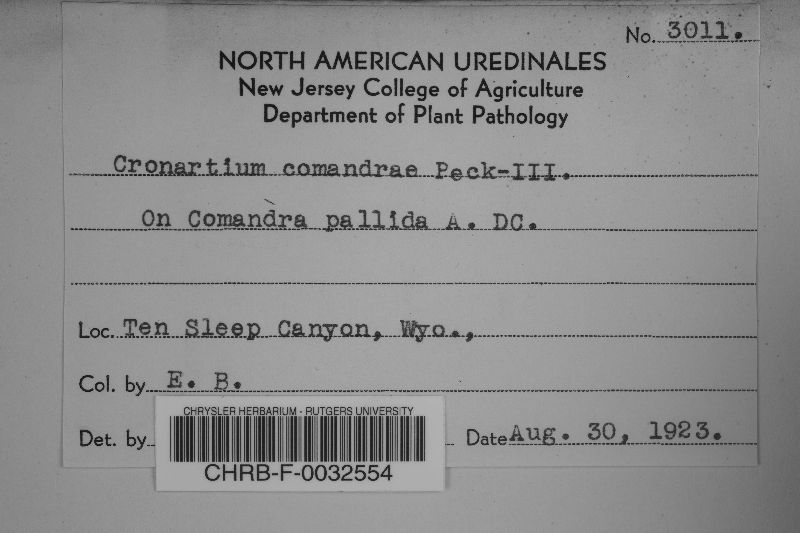 No. 3011.
NORTH AMERICAN UREDINALES
New Jersey College of Agriculture
Department of Plant Pathology
Cronartium comandrae Peck-III.
On Comandra pallida A. DC.
Loc. Ten Sleep Canyon, Wyo.,
Col. by E. B.
CHRYSLER HERBARIUM - RUTGERS UNIVERSITY
Det. by Date Aug. 30, 1923.
CHRB-F-0032554